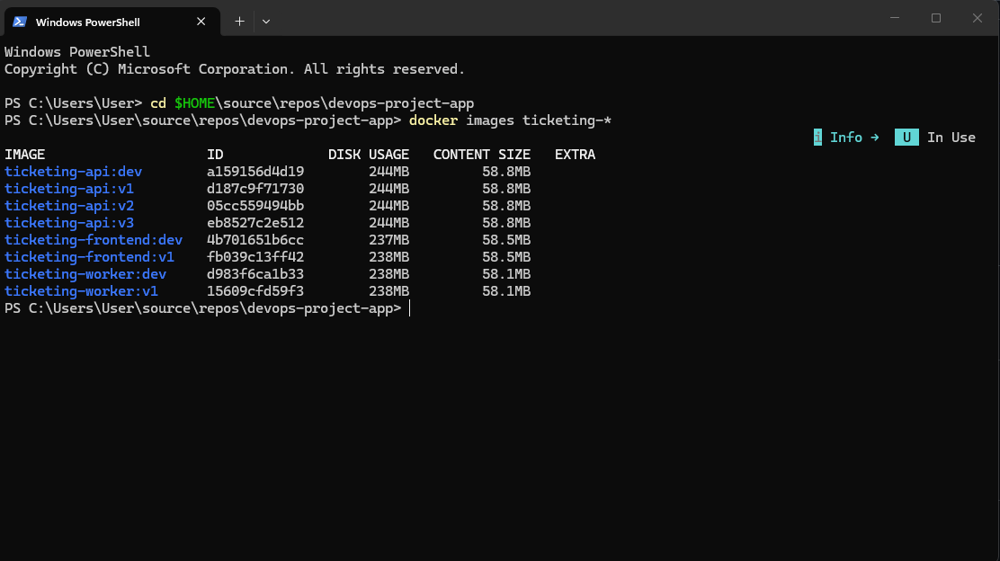 Windows PowerShell
Windows PowerShell
Copyright (C) Microsoft Corporation. All rights reserved.
PS C:\Users\User> cd $HOME\source\repos\devops-project-app
PS C:\Users\User\source\repos\devops-project-app> docker images ticketing-*
i Info → U In Use
IMAGE ID DISK USAGE CONTENT SIZE EXTRA
ticketing-api:dev a159156d4d19 244MB 58.8MB
ticketing-api:v1 d187c9f71730 244MB 58.8MB
ticketing-api:v2 05cc559494bb 244MB 58.8MB
ticketing-api:v3 eb8527c2e512 244MB 58.8MB
ticketing-frontend:dev 4b701651b6cc 237MB 58.5MB
ticketing-frontend:v1 fb039c13ff42 238MB 58.5MB
ticketing-worker:dev d983f6ca1b33 238MB 58.1MB
ticketing-worker:v1 15609cfd59f3 238MB 58.1MB
PS C:\Users\User\source\repos\devops-project-app>